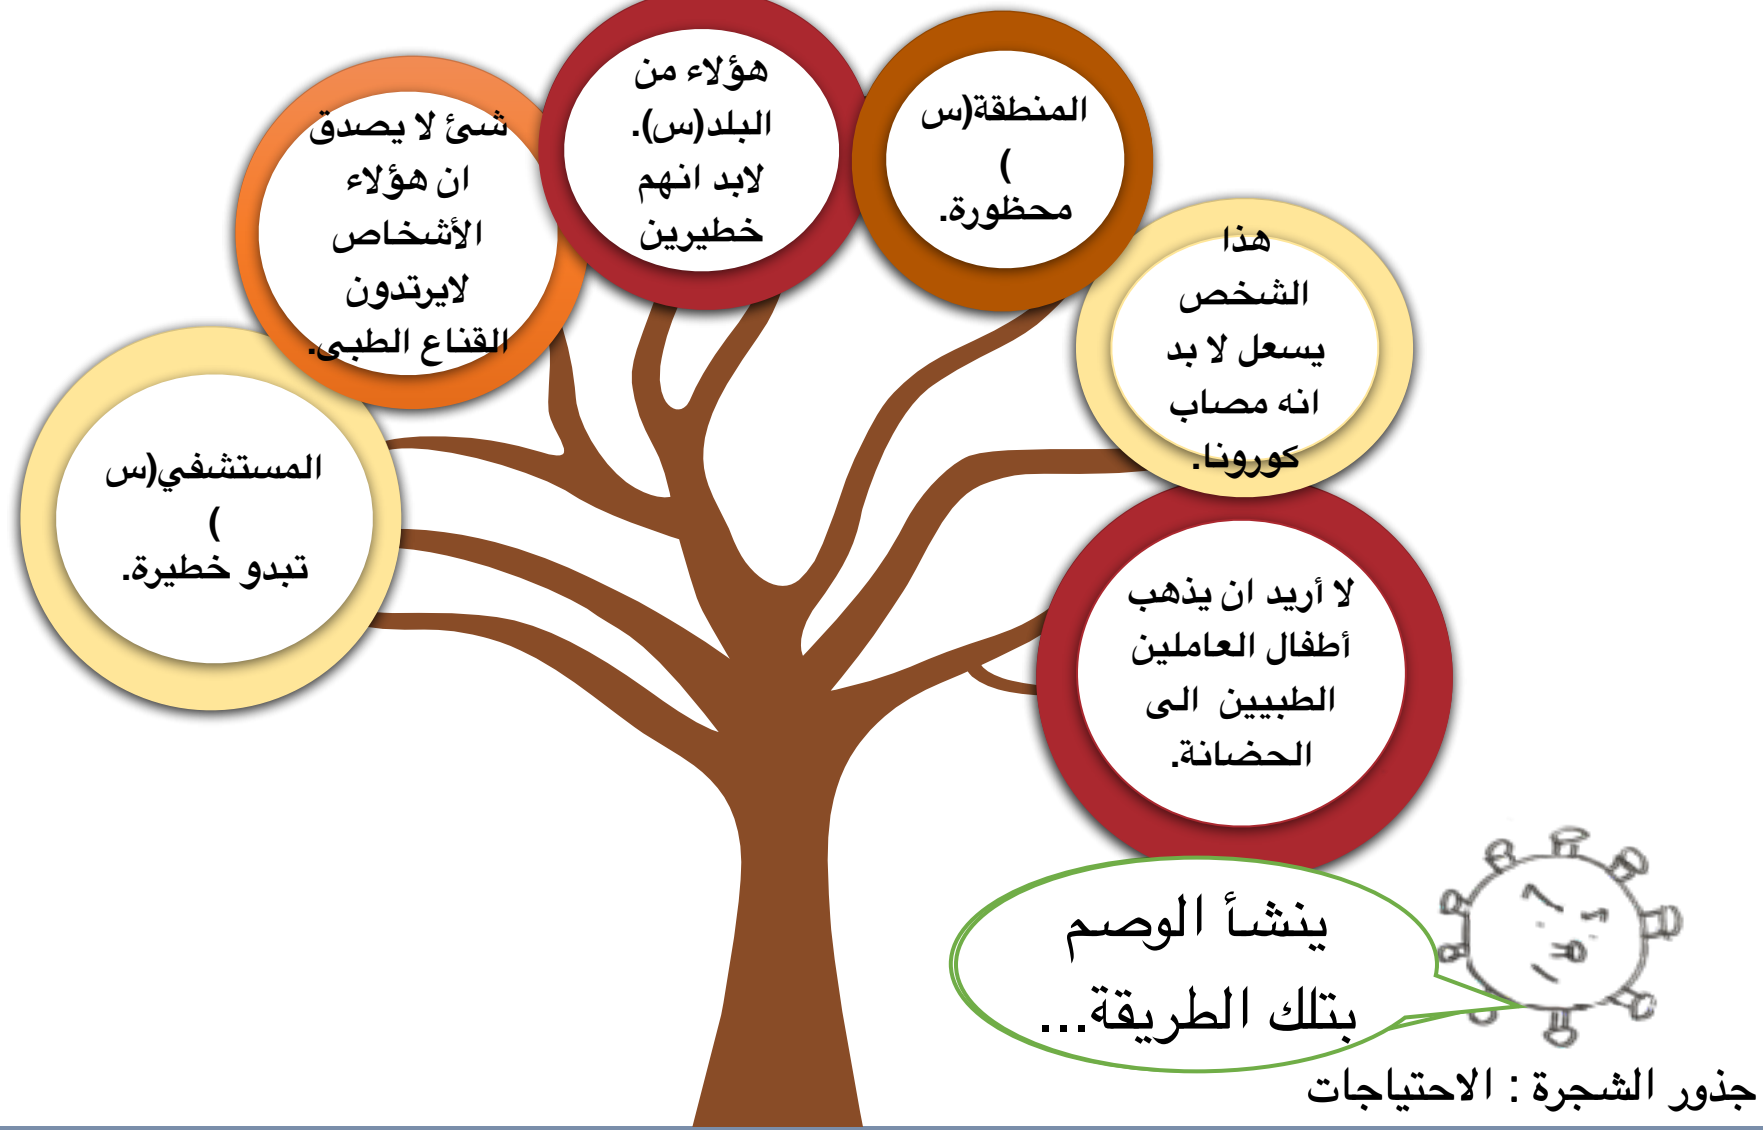 المنطقة(س
)
محظورة.
هؤلاء من
البلد(س).
لابد انهم
خطيرين
شئ لا يصدق
ان هؤلاء
الأشخاص
لايرتدون
القناع الطبى.
هذا
الشخص
يسعل لا بد
انه مصاب
كورونا.
المستشفي(س
)
تبدو خطيرة.
لا أريد ان يذهب
أطفال العاملين
الطبيين الى
الحضانة.
ينشأ الوصم
بتلك الطريقة...
جذور الشجرة : الاحتياجات